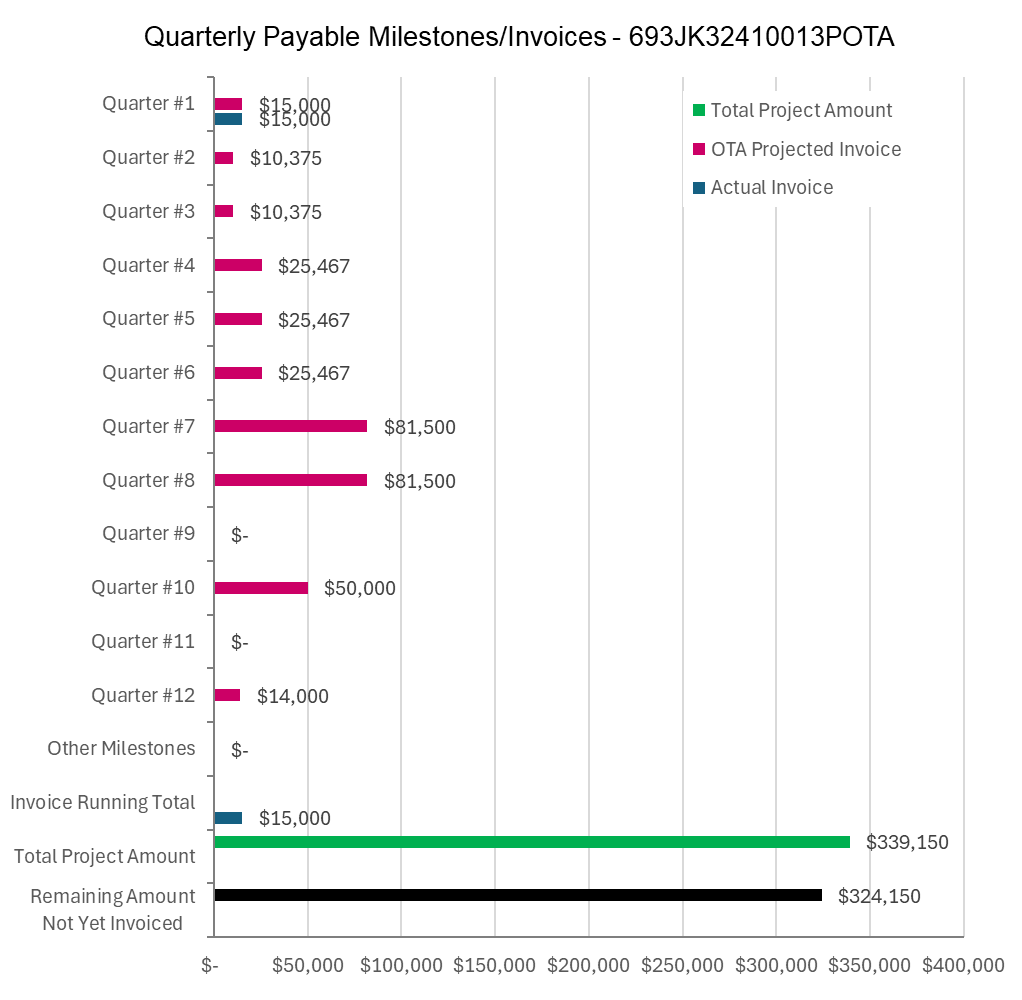 Quarterly Payable Milestones/Invoices - 693JK32410013POTA
Total Project Amount
OTA Projected Invoice
Actual Invoice
Quarter #1
$15,000
$15,000
Quarter #2
$10,375
Quarter #3
$10,375
Quarter #4
$25,467
Quarter #5
$25,467
Quarter #6
$25,467
Quarter #7
$81,500
Quarter #8
$81,500
Quarter #9
$-
Quarter #10
$50,000
Quarter #11
$-
Quarter #12
$14,000
Other Milestones
$-
Invoice Running Total
$15,000
Total Project Amount
$339,150
Remaining Amount
Not Yet Invoiced
$324,150
$- $50,000 $100,000 $150,000 $200,000 $250,000 $300,000 $350,000 $400,000